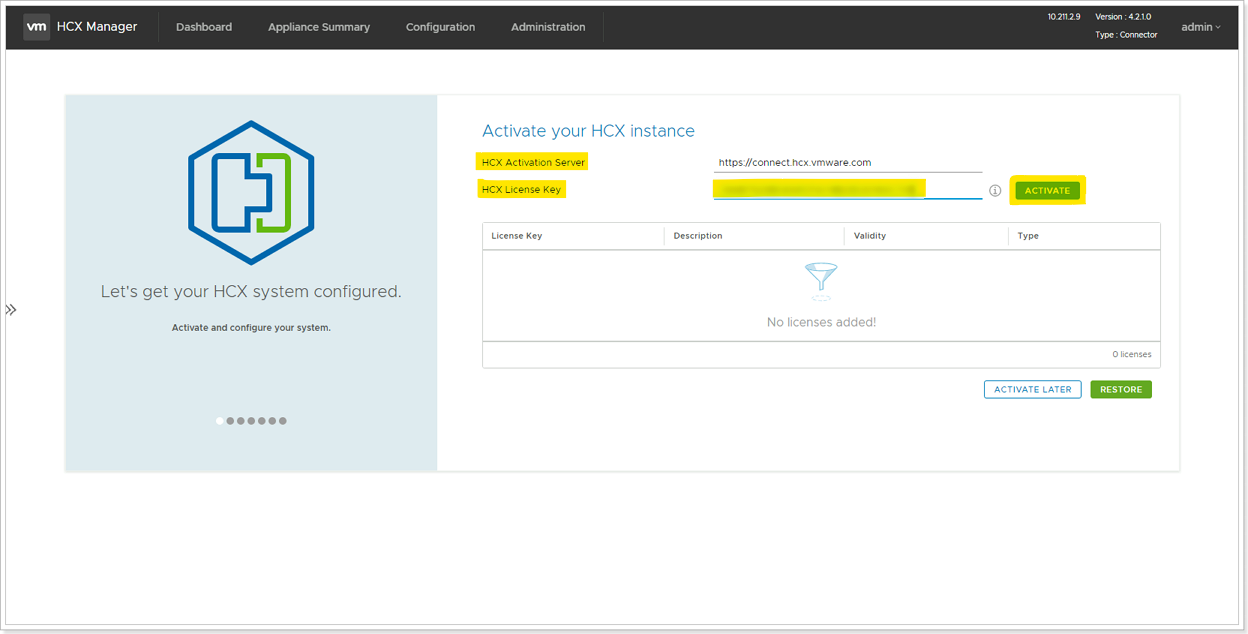 vm HCX Manager Dashboard Appliance Summary Configuration Administration 10.211.2.9 Version : 4.2.1.0 admin
Type : Connector
Activate your HCX instance
HCX Activation Server https://connect.hcx.vmware.com
HCX License Key ACTIVATE
License Key Description Validity Type
No licenses added!
0 licenses
ACTIVATE LATER RESTORE
Let's get your HCX system configured.
Activate and configure your system.